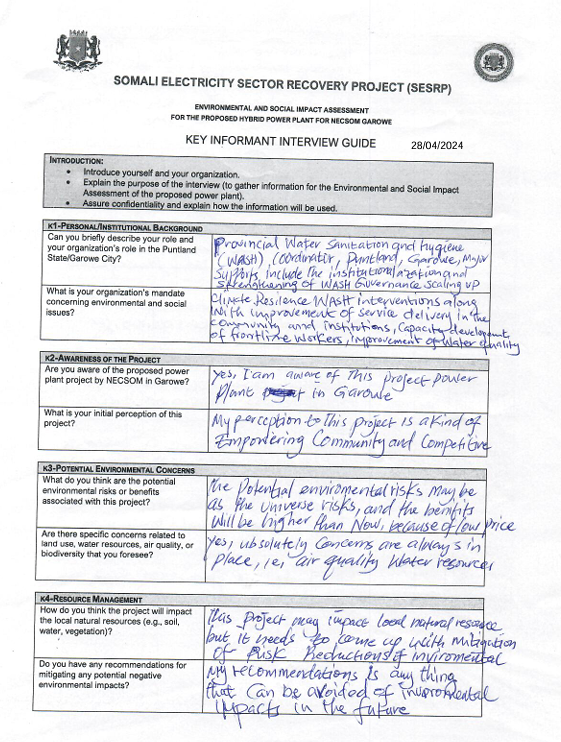 SOMALI ELECTRICITY SECTOR RECOVERY PROJECT (SESRP)
ENVIRONMENTAL AND SOCIAL IMPACT ASSESSMENT
FOR THE PROPOSED HYBRID POWER PLANT FOR NECSOM GAROWE
KEY INFORMANT INTERVIEW GUIDE 28/04/2024
INTRODUCTION:
• Introduce yourself and your organization.
• Explain the purpose of the interview (to gather information for the Environmental and Social Impact
Assessment of the proposed power plant).
• Assure confidentiality and explain how the information will be used.
K1-PERSONAL/INSTITUTIONAL BACKGROUND
Can you briefly describe your role and
your organization's role in the Puntland
State/Garowe City?
Provincial Water Sanitation and hygiene
(WASH), Coordinator, Puntland, Garowe, Major
Supports, include the institutionalization and
Strengthening of WASH Governance scaling up
What is your organization's mandate
concerning environmental and social
issues?
Climate Resilence WASH interventions along
With improvement of service delivery in the
community and institutions, Capacity development
of frontline workers, improvement of Water quality
K2-AWARENESS OF THE PROJECT
Are you aware of the proposed power
plant project by NECSOM in Garowe?
Yes, I am aware of This project power
Plant in Garowe
What is your initial perception of this
project?
My perception to This project is a kind of
Empowering Community and Competitive
K3-POTENTIAL ENVIRONMENTAL CONCERNS
What do you think are the potential
environmental risks or benefits
associated with this project?
The Potential enviromental risks may be
as the universe risks, and the benifits
Will be higher than Now, because of low price
Are there specific concerns related to
land use, water resources, air quality, or
biodiversity that you foresee?
Yes, ubsolutely Concerns are always in
place, i.e, air quality Water resources
K4-RESOURCE MANAGEMENT
How do you think the project will impact
the local natural resources (e.g., soil,
water, vegetation)?
This project may impact local natural resource
but it needs to come up with mitigation
Of Risk Reductions of inviromental
Do you have any recommendations for
mitigating any potential negative
environmental impacts?
My recommendations is any thing
that Can be avoided of inviromental
impacts in the future